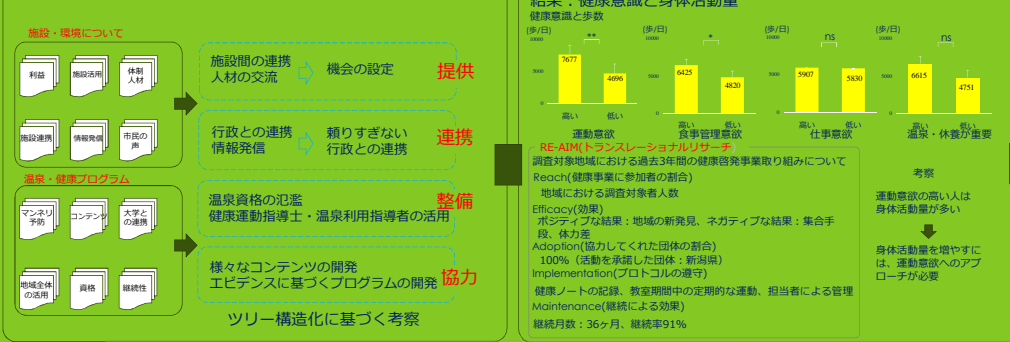 施設・環境について
利益
施設活用
体制
人材
施設連携
情報発信
市民の
声
温泉・健康プログラム
マンネリ
予防
コンテンツ
大学と
の連携
地域全体
の活用
資格
継続性
施設間の連携
人材の交流
機会の設定
提供
行政との連携
情報発信
頼りすぎない
行政との連携
連携
温泉資格の氾濫
健康運動指導士・温泉利用指導者の活用
整備
様々なコンテンツの開発
エビデンスに基づくプログラムの開発
協力
ツリー構造化に基づく考察
結果：健康意識と身体活動量
健康意識と歩数
(歩/日)
10000
5000
0
**
7677
4696
高い
低い
運動意欲
(歩/日)
10000
5000
0
*
6425
4820
高い
低い
食事管理意欲
(歩/日)
10000
5000
0
ns
5907
5830
高い
低い
仕事意欲
(歩/日)
10000
5000
0
ns
6615
4751
高い
低い
温泉・休養が重要
RE-AIM(トランスレーショナルリサーチ)
調査対象地域における過去3年間の健康啓発事業取り組みについて
Reach(健康事業に参加者の割合)
地域における調査対象者人数
Efficacy(効果)
ポジティブな結果：地域の新発見、ネガティブな結果：集合手
段、体力差
Adoption(協力してくれた団体の割合)
100%（活動を承諾した団体：新潟県）
Implementation(プロトコルの遵守)
健康ノートの記録、教室期間中の定期的な運動、担当者による管理
Maintenance(継続による効果)
継続月数：36ヶ月、継続率91%
考察
運動意欲の高い人は
身体活動量が多い
身体活動量を増やすに
は、運動意欲へのアプ
ローチが必要